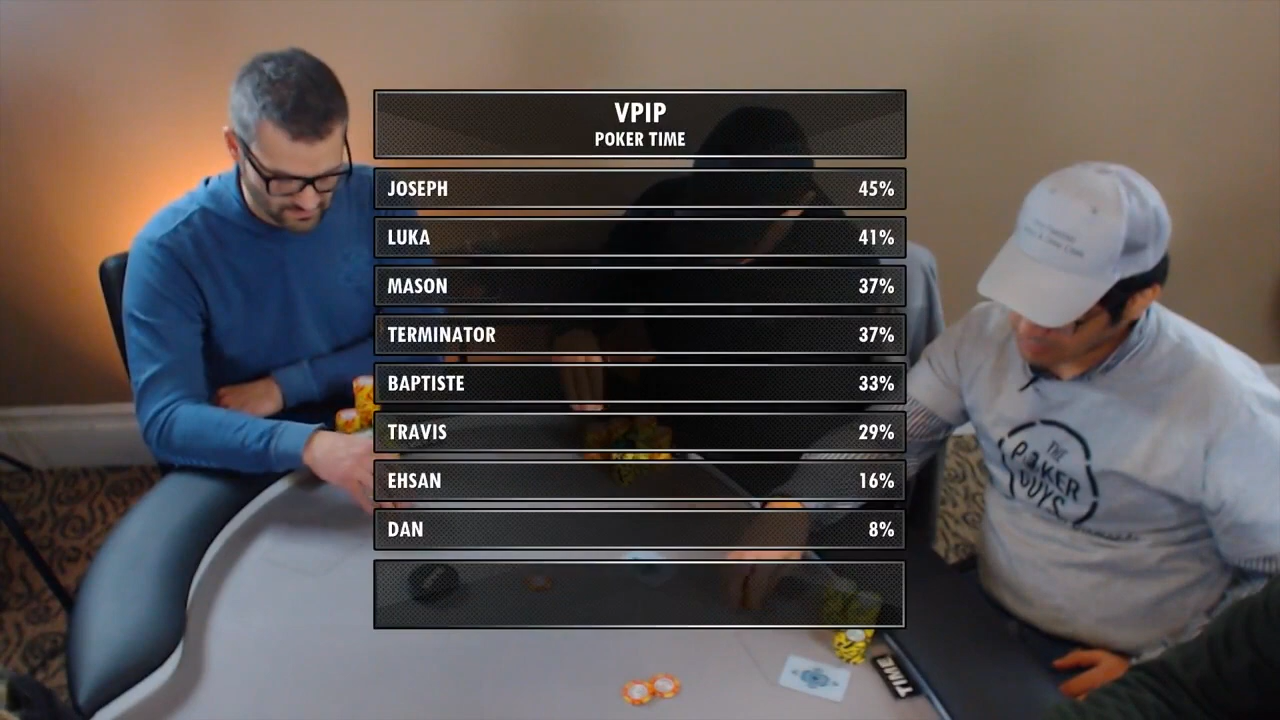 VPIP
POKER TIME
JOSEPH 45%
LUKA 41%
MASON 37%
TERMINATOR 37%
BAPTISTE 33%
TRAVIS 29%
EHSAN 16%
DAN 8%
THE
POKER
GUYS
TIME